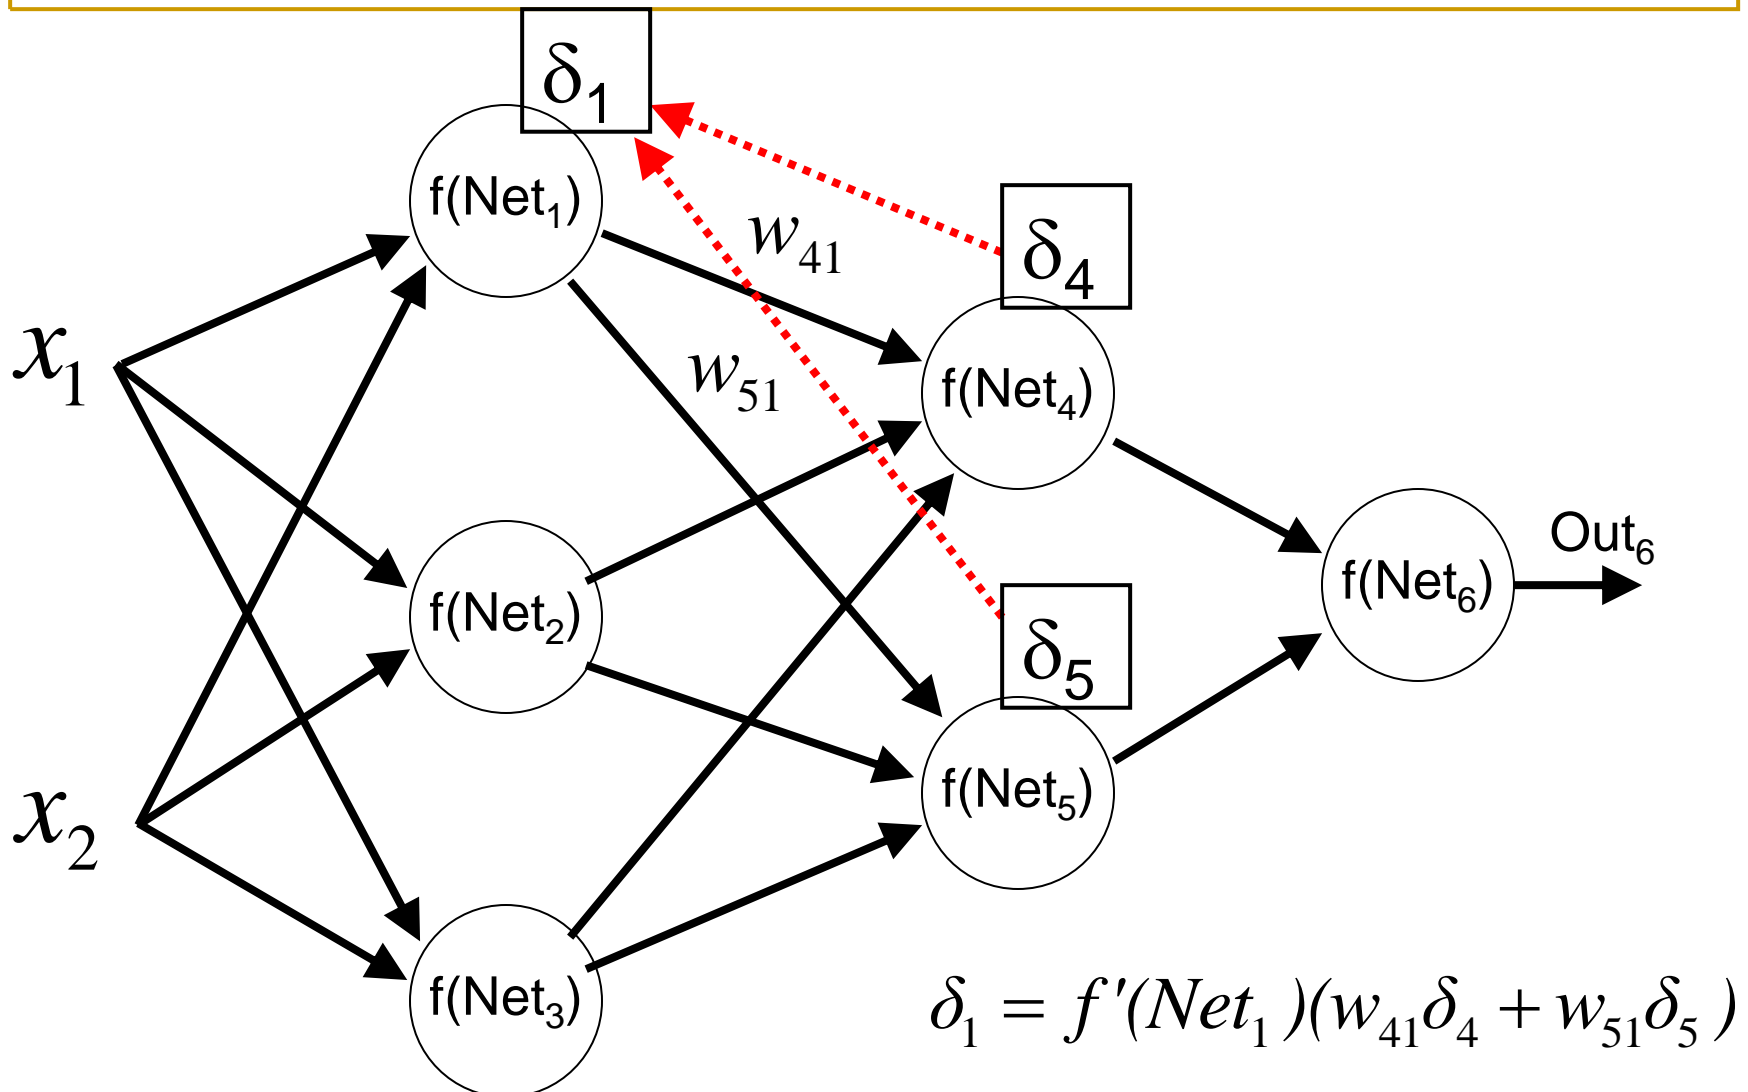 δ₁
f(Net₁)
w₄₁
δ₄
x₁
w₅₁
f(Net₄)
Out₆
f(Net₂)
f(Net₆)
δ₅
x₂
f(Net₅)
f(Net₃)
δ₁ = f'(Net₁)(w₄₁δ₄ + w₅₁δ₅)